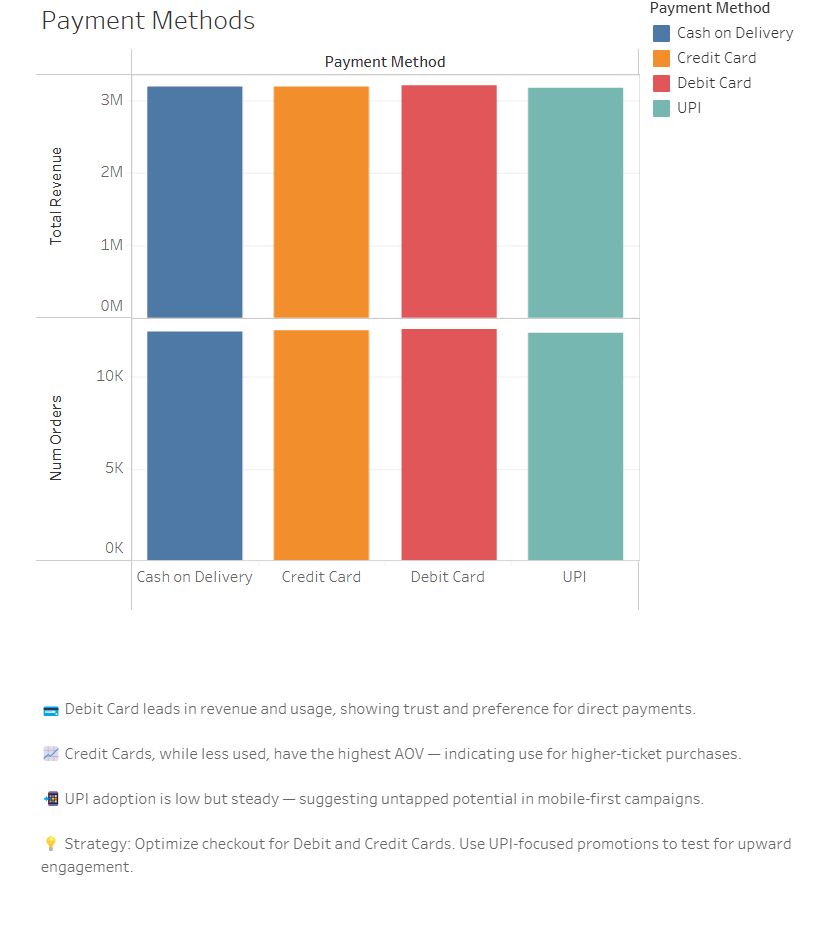 Payment Methods
Payment Method
Cash on Delivery
Credit Card
Debit Card
UPI
Payment Method
Total Revenue
3M
2M
1M
0M
Num Orders
10K
5K
0K
Cash on Delivery
Credit Card
Debit Card
UPI
💳 Debit Card leads in revenue and usage, showing trust and preference for direct payments.
📈 Credit Cards, while less used, have the highest AOV — indicating use for higher-ticket purchases.
📲 UPI adoption is low but steady — suggesting untapped potential in mobile-first campaigns.
💡 Strategy: Optimize checkout for Debit and Credit Cards. Use UPI-focused promotions to test for upward
engagement.